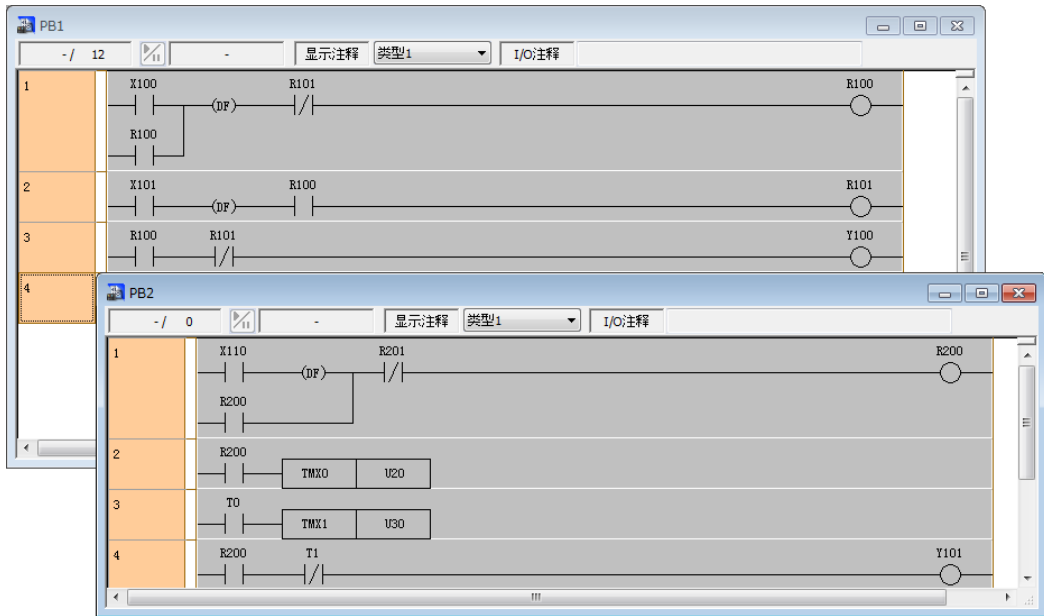 PB1
-/ 12 - 显示注释 类型1 I/O注释
1 X100 R101 R100
(DF)
R100
2 X101 R100 R101
(DF)
3 R100 R101 Y100
4
PB2
-/ 0 - 显示注释 类型1 I/O注释
1 X110 R201 R200
(DF)
R200
2 R200
TMX0 U20
3 T0
TMX1 U30
4 R200 T1 Y101